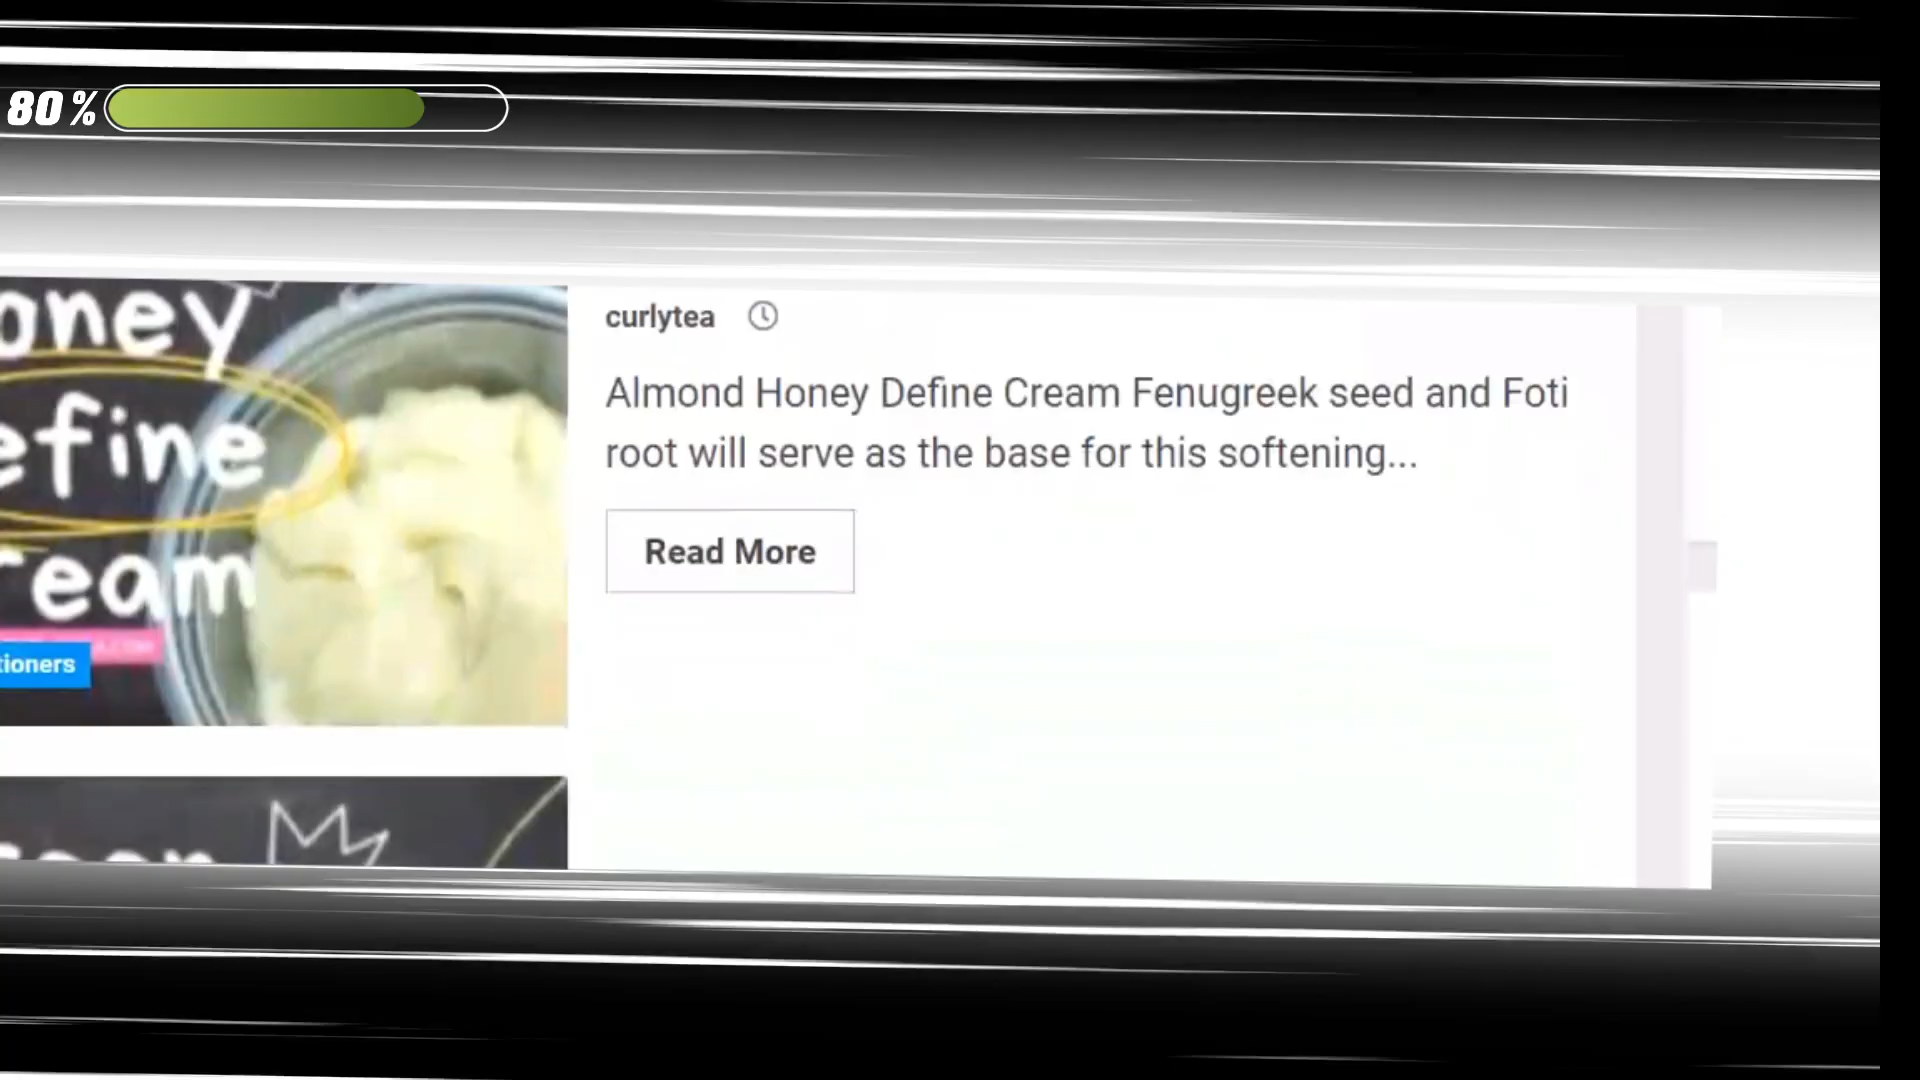 80%
oney
efine
ream
tioners
curlytea
Almond Honey Define Cream Fenugreek seed and Foti
root will serve as the base for this softening...
Read More